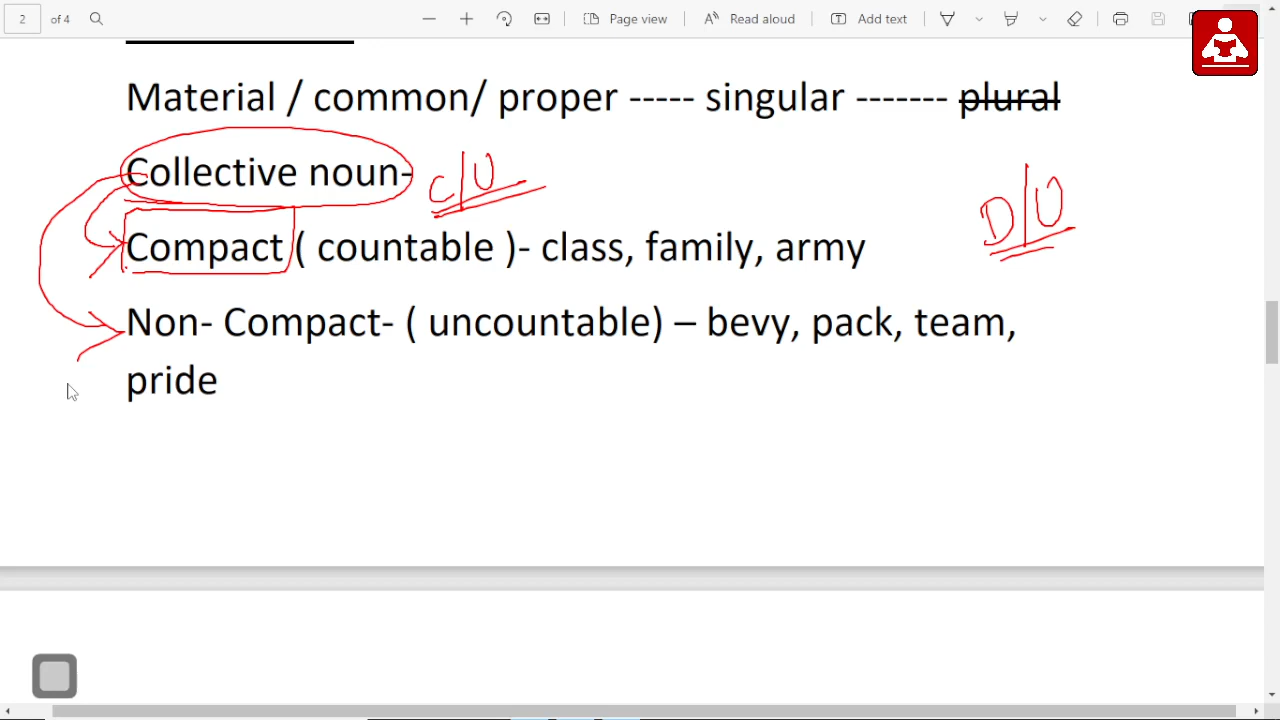 2 of 4 Page view Read aloud Add text
Material / common/ proper ----- singular ------- plural
Collective noun- C/U
Compact ( countable )- class, family, army D/U
Non- Compact- ( uncountable) – bevy, pack, team,
pride